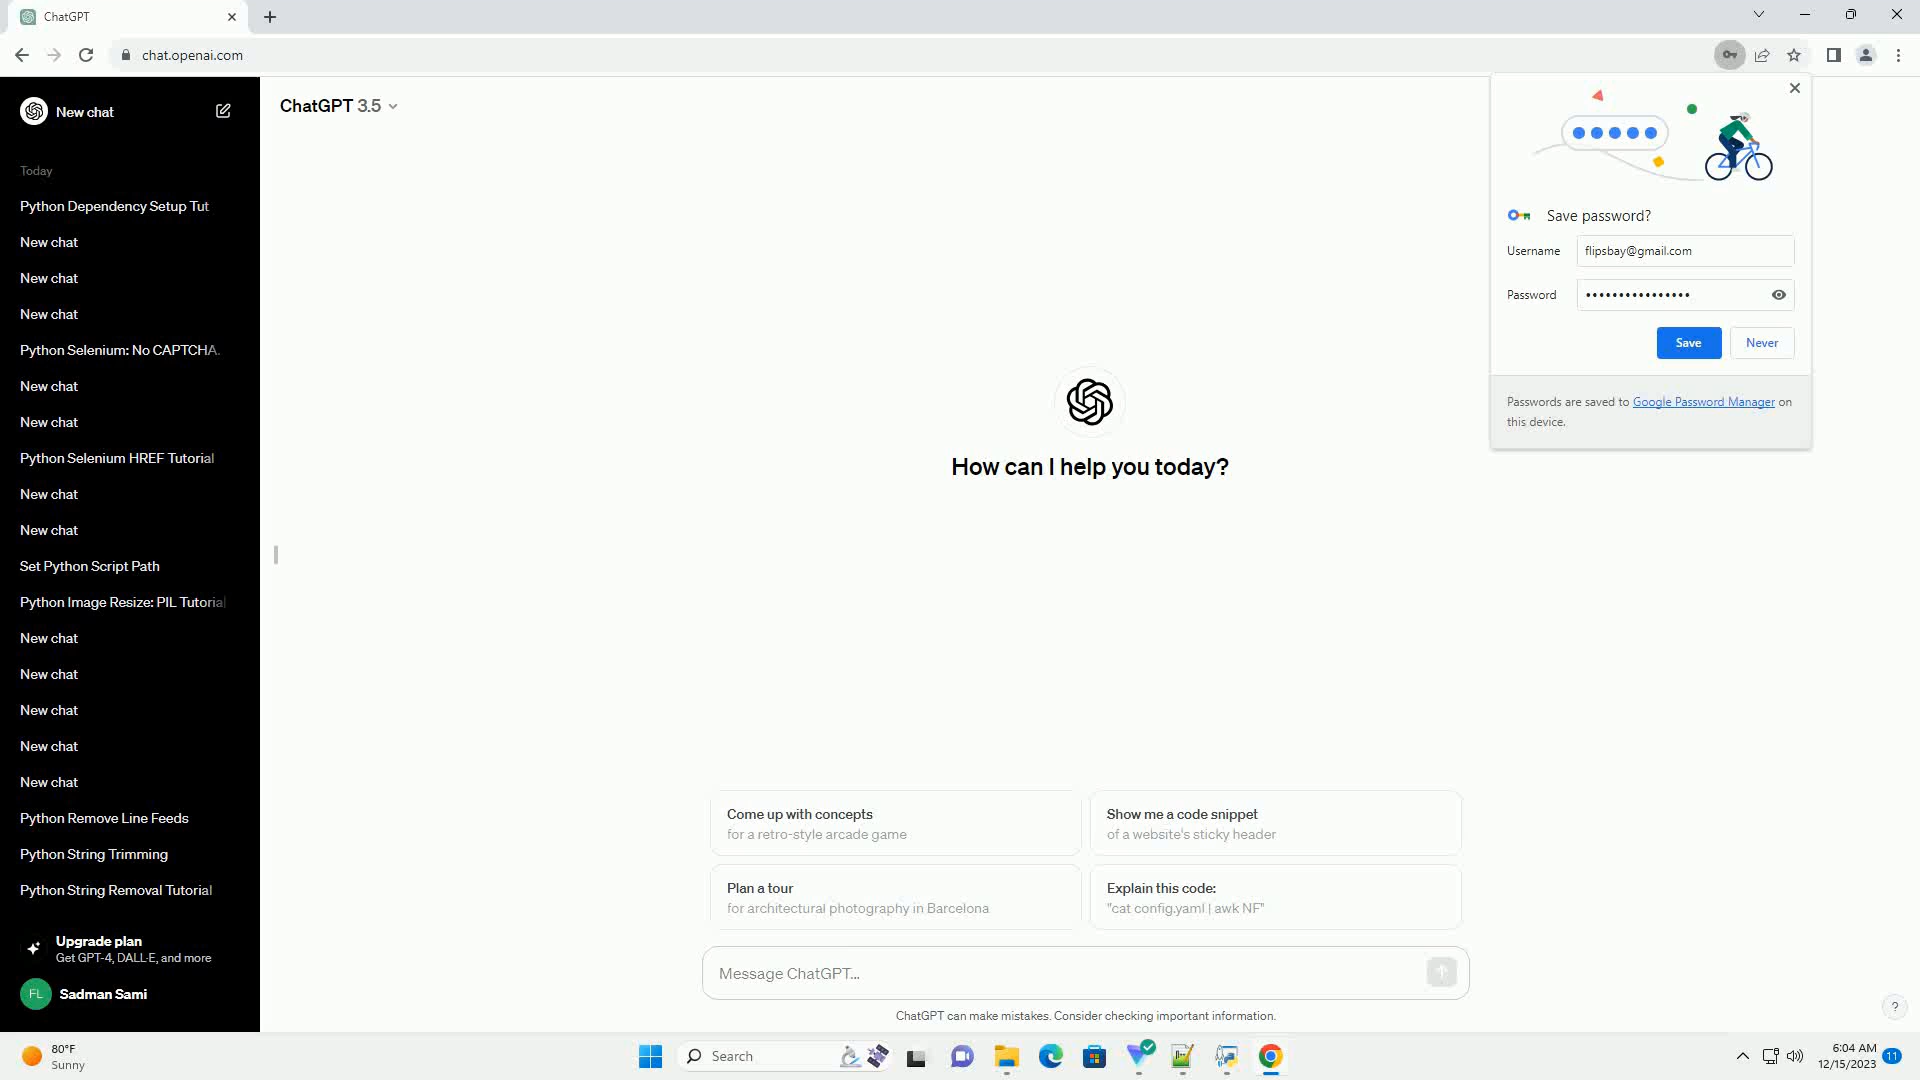 ChatGPT
chat.openai.com
New chat
Today
Python Dependency Setup Tut
New chat
New chat
New chat
Python Selenium: No CAPTCHA.
New chat
New chat
Python Selenium HREF Tutorial
New chat
New chat
Set Python Script Path
Python Image Resize: PIL Tutorial
New chat
New chat
New chat
New chat
New chat
Python Remove Line Feeds
Python String Trimming
Python String Removal Tutorial
Upgrade plan
Get GPT-4, DALL·E, and more
FL
Sadman Sami
ChatGPT 3.5
How can I help you today?
Come up with concepts
for a retro-style arcade game
Show me a code snippet
of a website's sticky header
Plan a tour
for architectural photography in Barcelona
Explain this code:
"cat config.yaml | awk NF"
Message ChatGPT...
ChatGPT can make mistakes. Consider checking important information.
?
Save password?
Username
flipsbay@gmail.com
Password
••••••••••••••••
Save
Never
Passwords are saved to Google Password Manager on
this device.
80°F
Sunny
Search
6:04 AM
12/15/2023
11